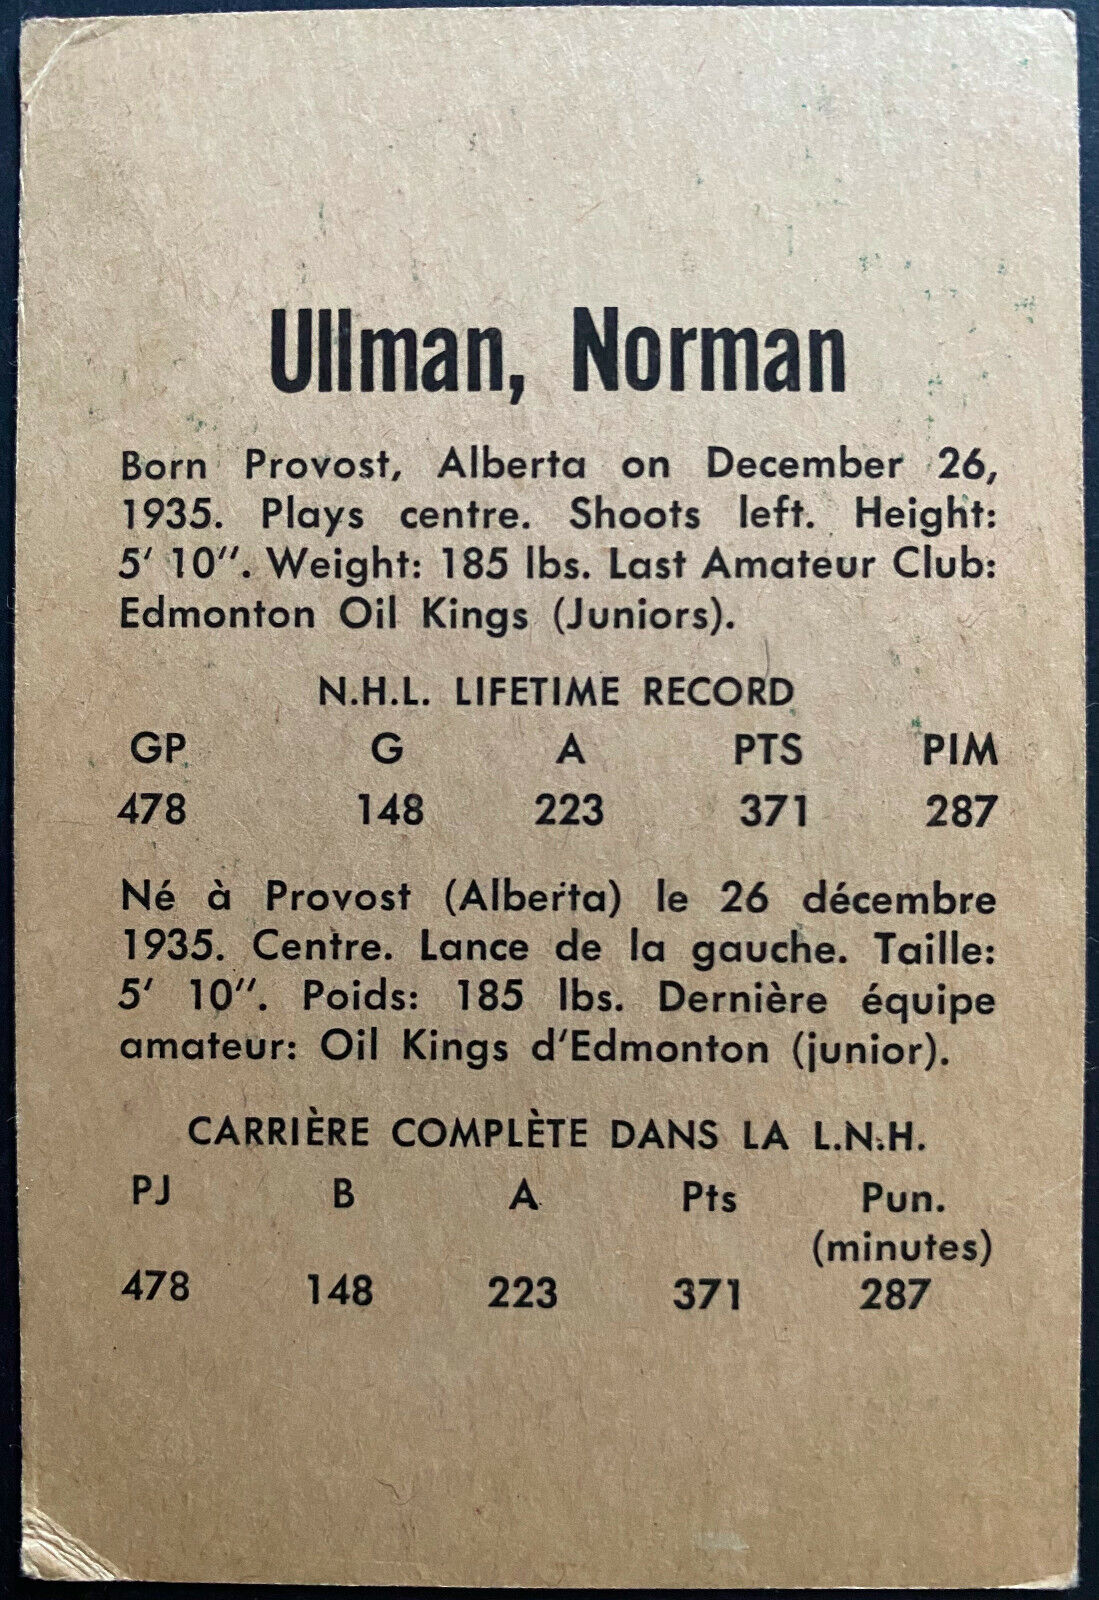 Ullman, Norman
Born Provost, Alberta on December 26,
1935. Plays centre. Shoots left. Height:
5' 10". Weight: 185 lbs. Last Amateur Club:
Edmonton Oil Kings (Juniors).
N.H.L. LIFETIME RECORD
GP G A PTS PIM
478 148 223 371 287
Né à Provost (Alberta) le 26 décembre
1935. Centre. Lance de la gauche. Taille:
5' 10". Poids: 185 lbs. Dernière équipe
amateur: Oil Kings d'Edmonton (junior).
CARRIÈRE COMPLÈTE DANS LA L.N.H.
PJ B A Pts Pun.
(minutes)
478 148 223 371 287